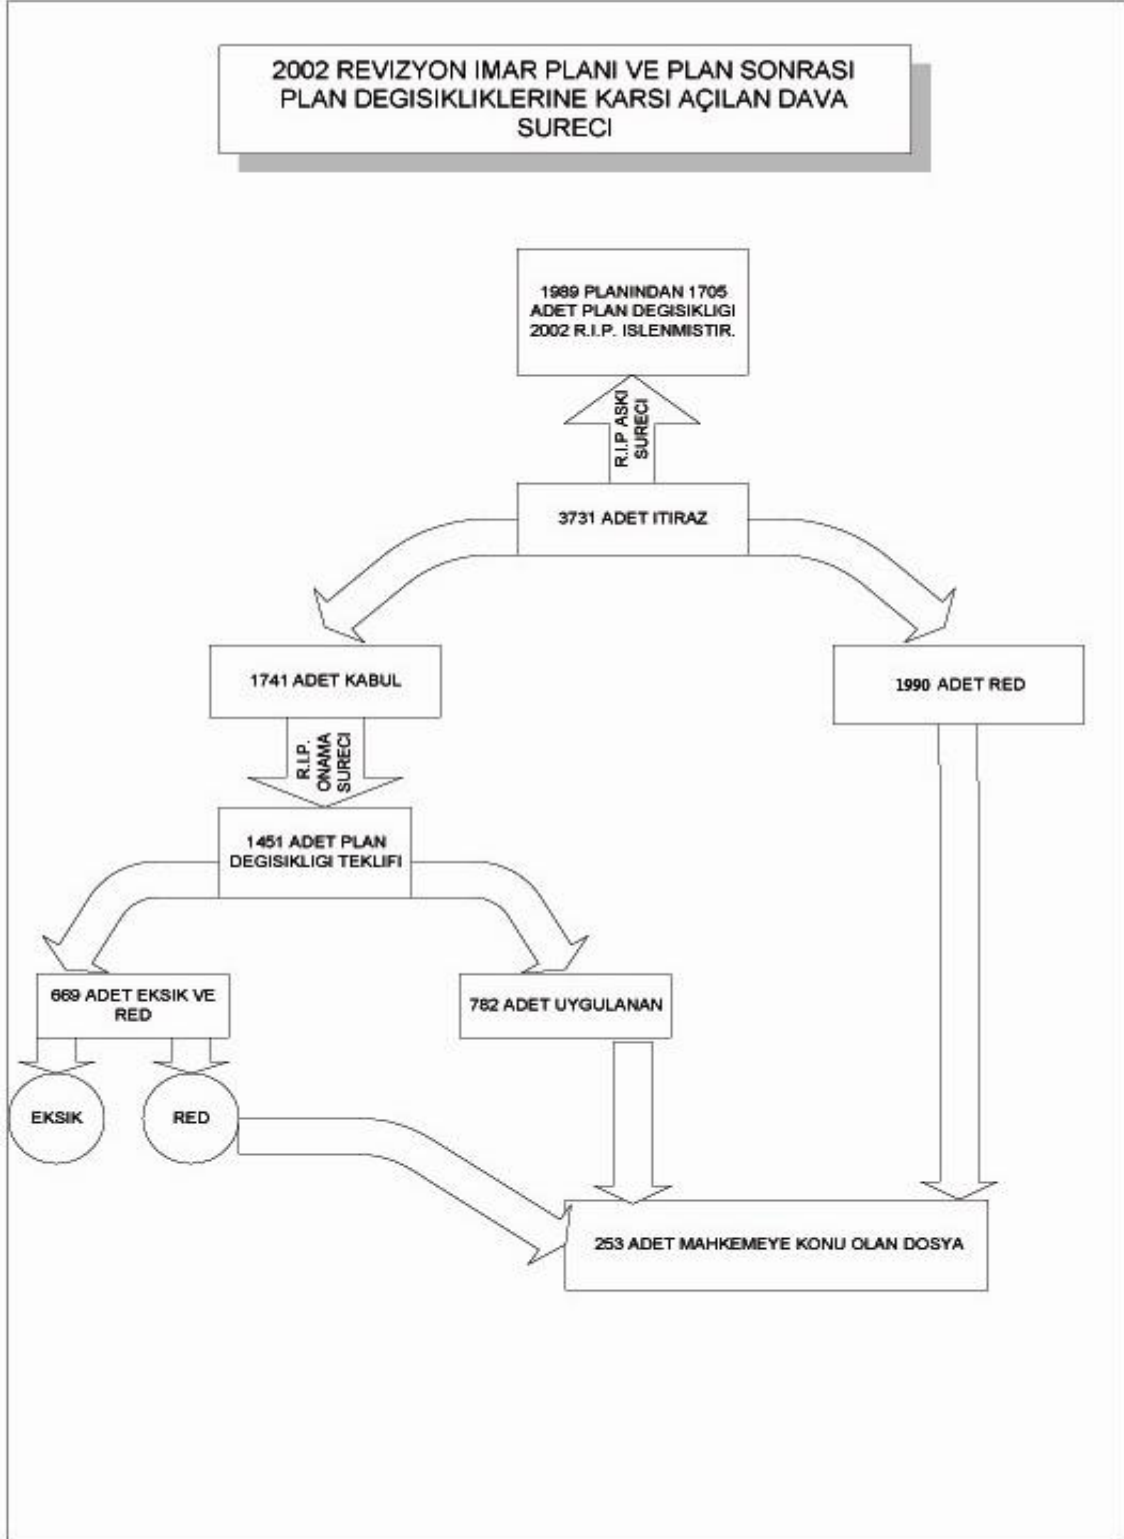 2002 REVIZYON IMAR PLANI VE PLAN SONRASI
PLAN DEGISIKLIKLERINE KARSI AÇILAN DAVA
SURECI
1989 PLANINDAN 1705
ADET PLAN DEGISIKLIGI
2002 R.I.P. ISLENMISTIR.
R.I.P ASKI
SURECI
3731 ADET ITIRAZ
1741 ADET KABUL
1990 ADET RED
R.I.P.
ONAMA
SURECI
1451 ADET PLAN
DEGISIKLIGI TEKLIFI
669 ADET EKSIK VE
RED
782 ADET UYGULANAN
EKSIK
RED
253 ADET MAHKEMEYE KONU OLAN DOSYA